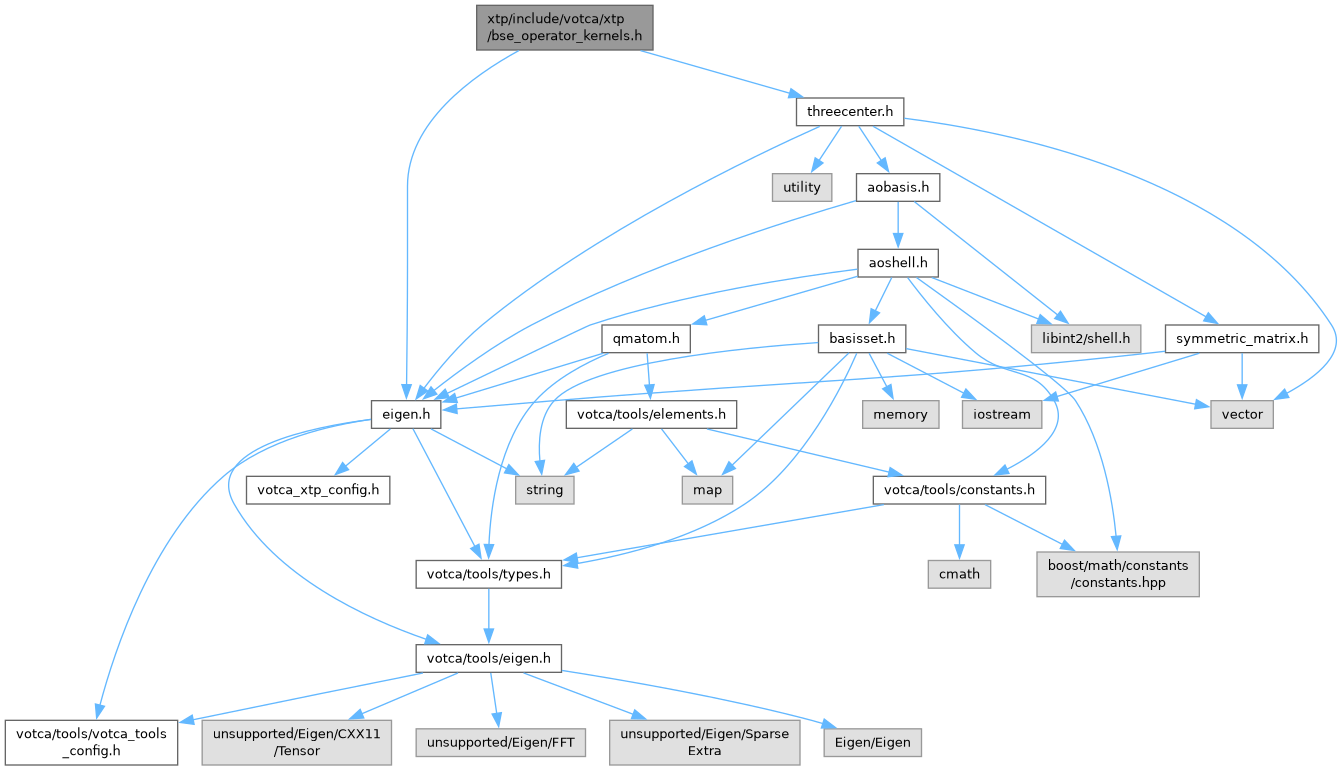 xtp/include/votca/xtp
/bse_operator_kernels.h
threecenter.h
utility
aobasis.h
aoshell.h
qmatom.h
basisset.h
libint2/shell.h
symmetric_matrix.h
eigen.h
votca/tools/elements.h
memory
iostream
vector
votca_xtp_config.h
string
map
votca/tools/constants.h
votca/tools/types.h
cmath
boost/math/constants
/constants.hpp
votca/tools/eigen.h
votca/tools/votca_tools
_config.h
unsupported/Eigen/CXX11
/Tensor
unsupported/Eigen/FFT
unsupported/Eigen/Sparse
Extra
Eigen/Eigen